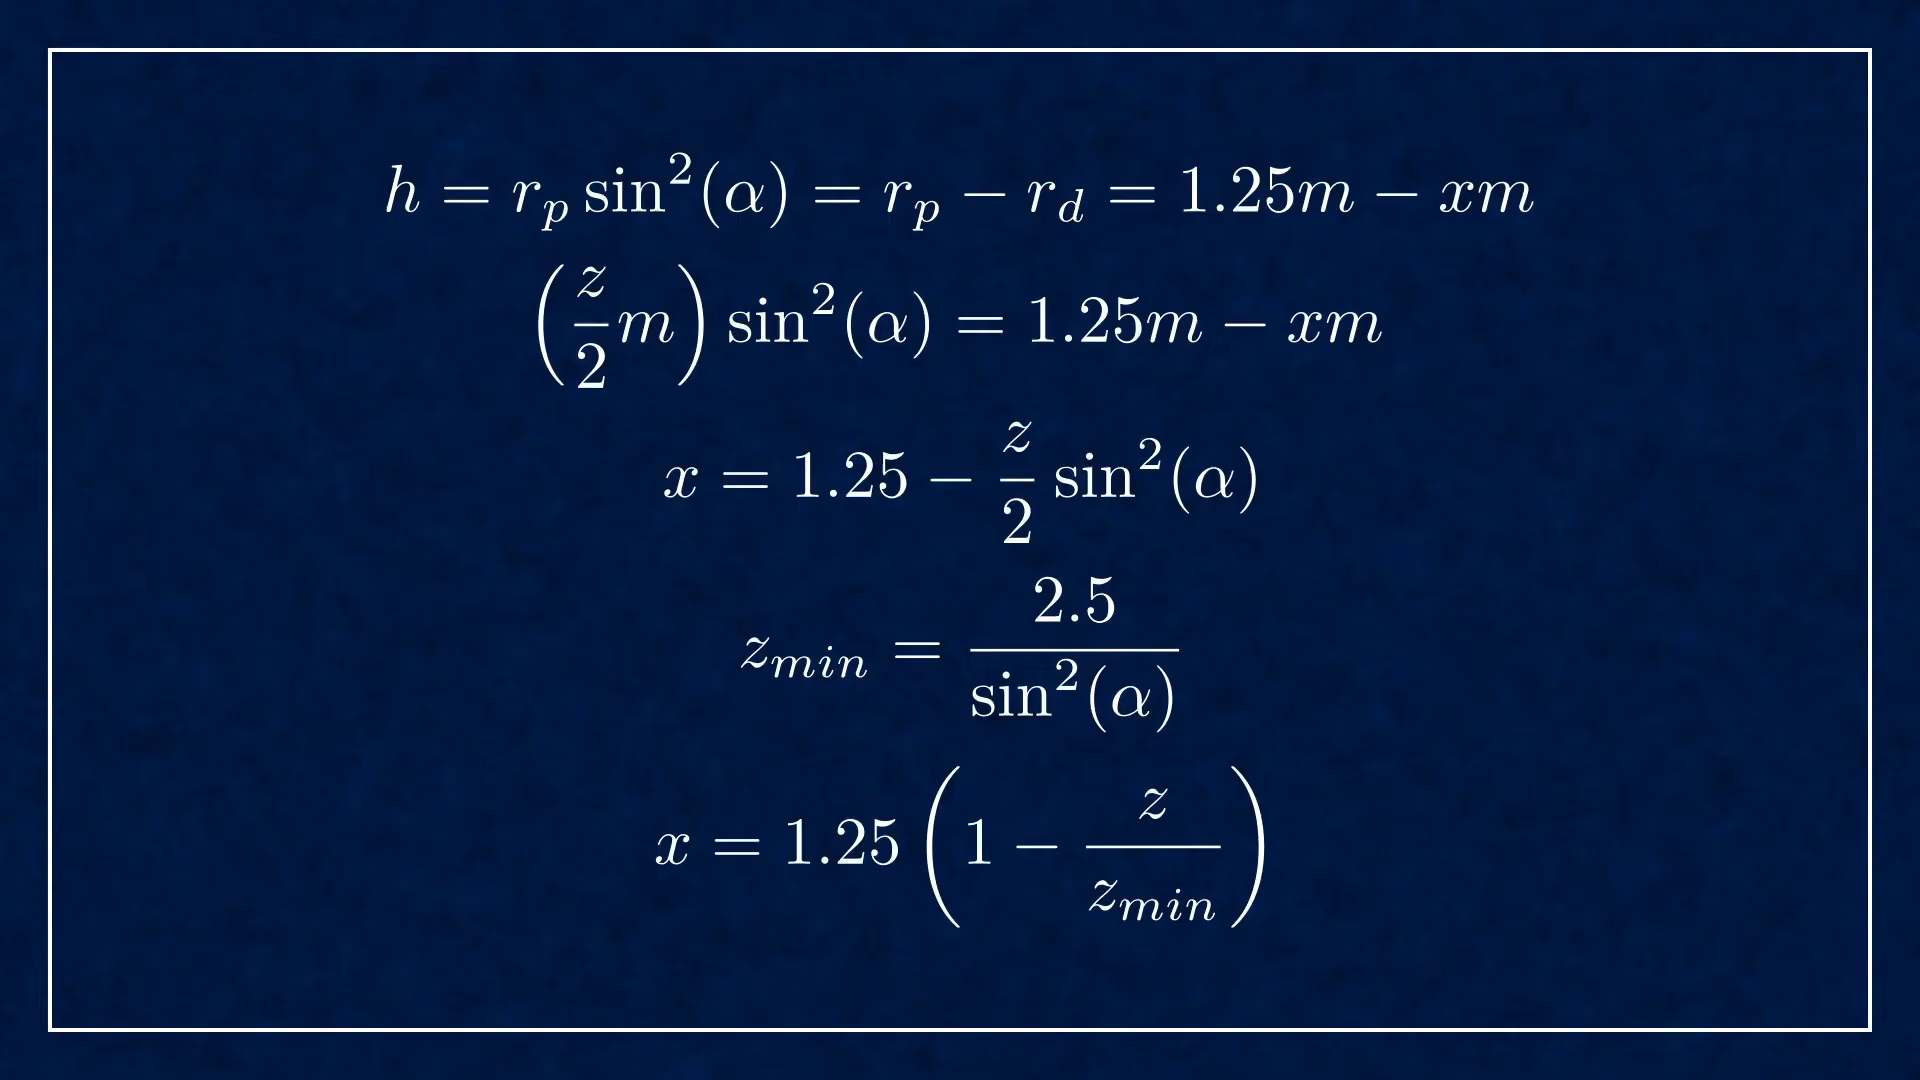 h = r_p sin²(α) = r_p − r_d = 1.25m − xm
(z/2 m) sin²(α) = 1.25m − xm
x = 1.25 − z/2 sin²(α)
z_min = 2.5 / sin²(α)
x = 1.25 (1 − z/z_min)